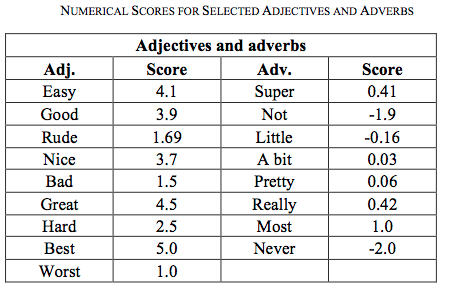 NUMERICAL SCORES FOR SELECTED ADJECTIVES AND ADVERBS
Adjectives and adverbs
Adj. Score Adv. Score
Easy 4.1 Super 0.41
Good 3.9 Not -1.9
Rude 1.69 Little -0.16
Nice 3.7 A bit 0.03
Bad 1.5 Pretty 0.06
Great 4.5 Really 0.42
Hard 2.5 Most 1.0
Best 5.0 Never -2.0
Worst 1.0